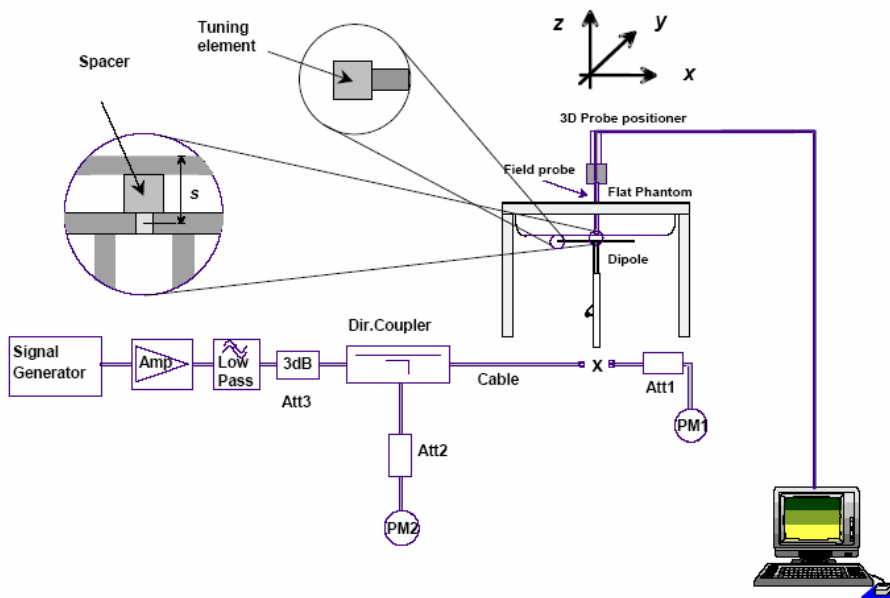 Tuning
element
Spacer
z
y
x
3D Probe positioner
Field probe
Flat Phantom
s
Dipole
Dir.Coupler
Signal
Generator
Amp
Low
Pass
3dB
Att3
Cable
X
Att1
PM1
Att2
PM2